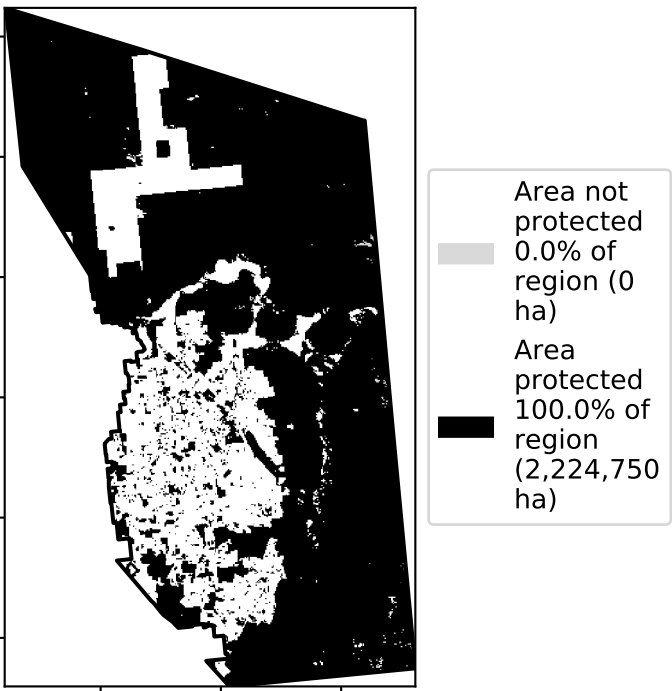 Area not
protected
0.0% of
region (0
ha)
Area
protected
100.0% of
region
(2,224,750
ha)